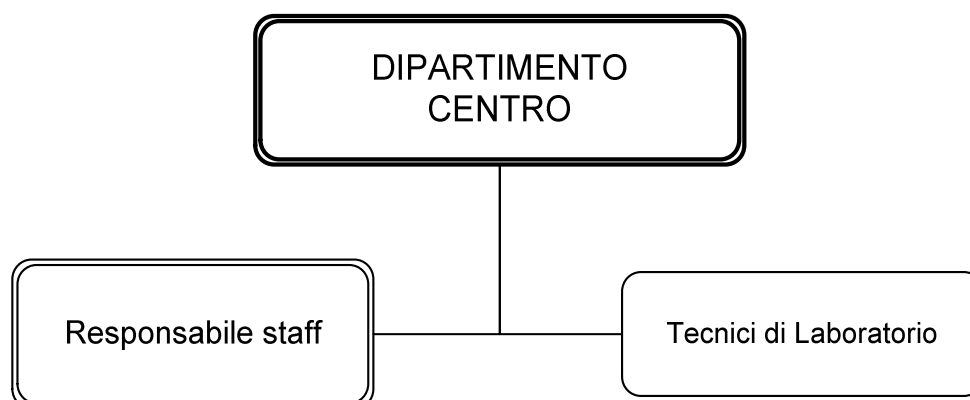 DIPARTIMENTO
CENTRO
Responsabile staff
Tecnici di Laboratorio